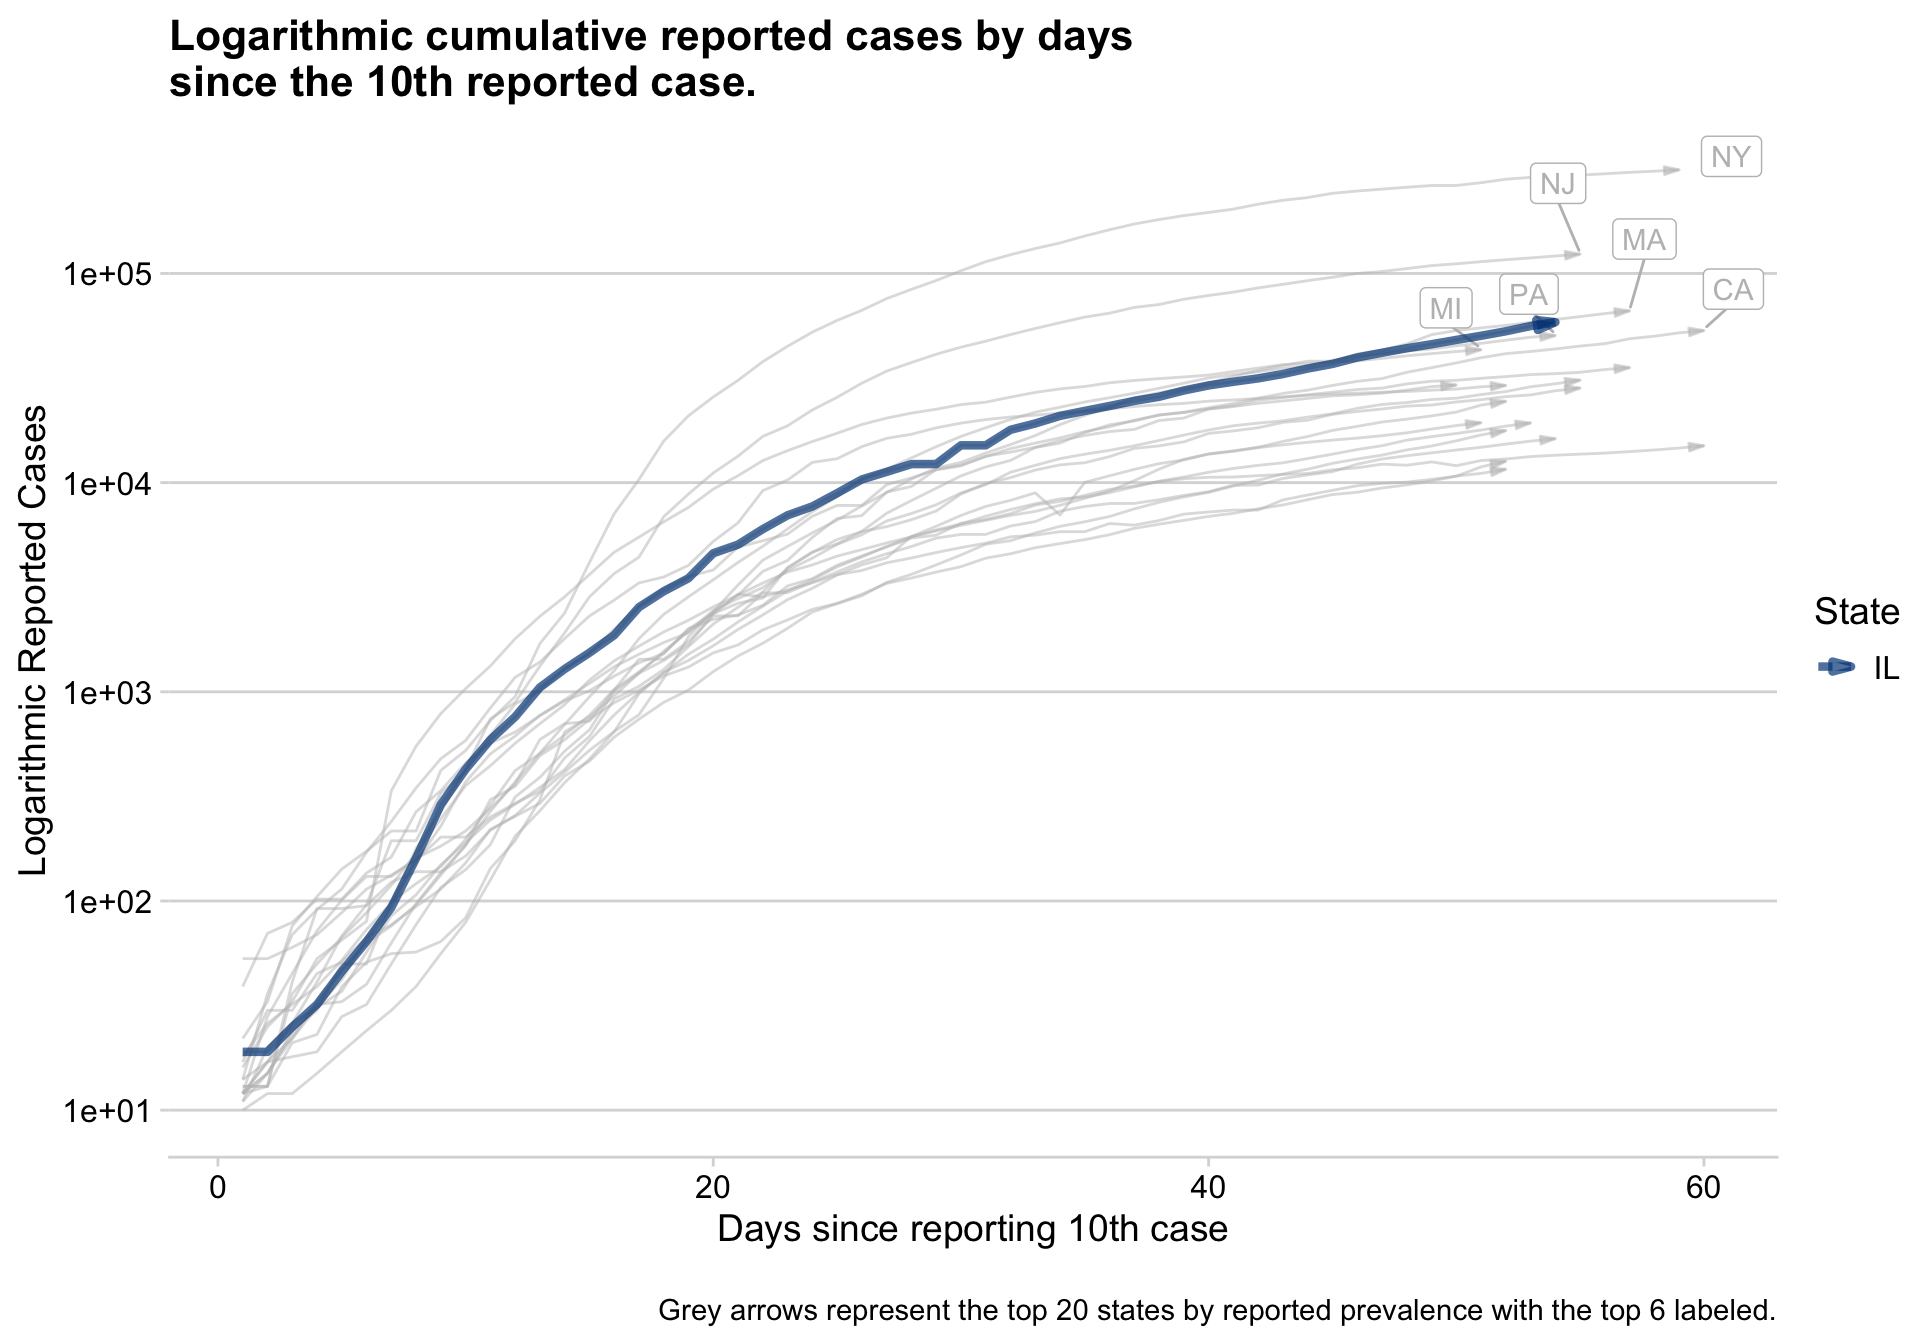 Logarithmic cumulative reported cases by days
since the 10th reported case.
NY
NJ
MA
CA
PA
MI
1e+05
1e+04
1e+03
1e+02
1e+01
Logarithmic Reported Cases
State
IL
0 20 40 60
Days since reporting 10th case
Grey arrows represent the top 20 states by reported prevalence with the top 6 labeled.